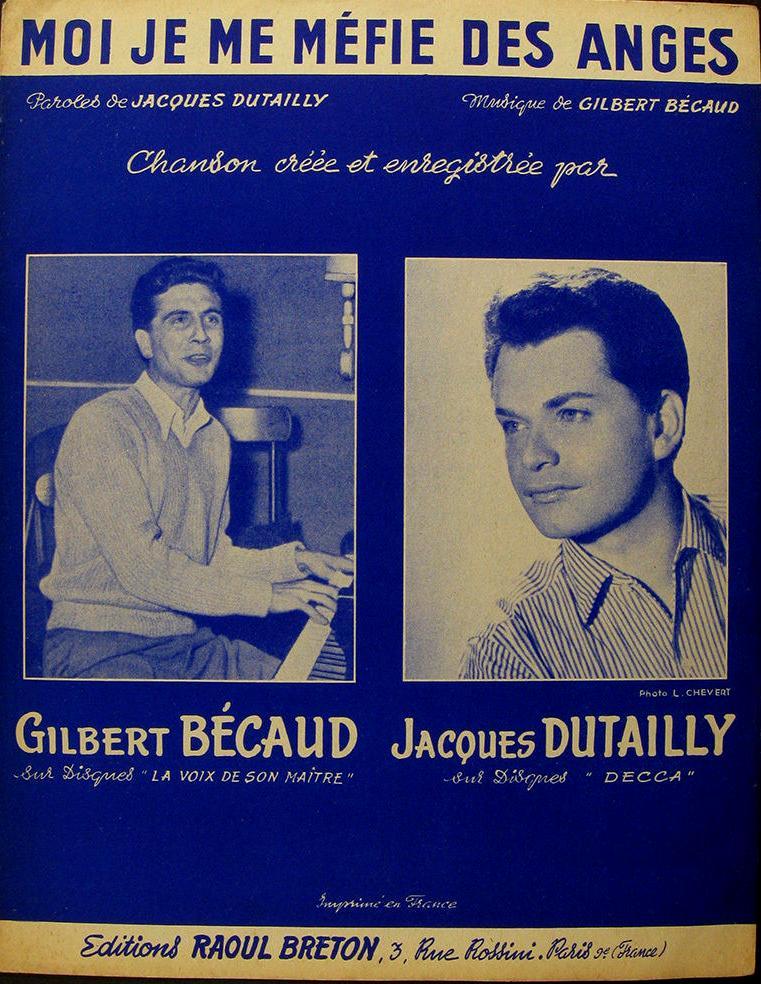 MOI JE ME MÉFIE DES ANGES
Paroles de JACQUES DUTAILLY
Musique de GILBERT BÉCAUD
Chanson créée et enregistrée par
Photo L. CHEVERT
GILBERT BÉCAUD
sur Disques "LA VOIX DE SON MAÎTRE"
JACQUES DUTAILLY
sur Disques "DECCA"
Imprimé en France
Editions RAOUL BRETON, 3, Rue Rossini. Paris 9e (France)